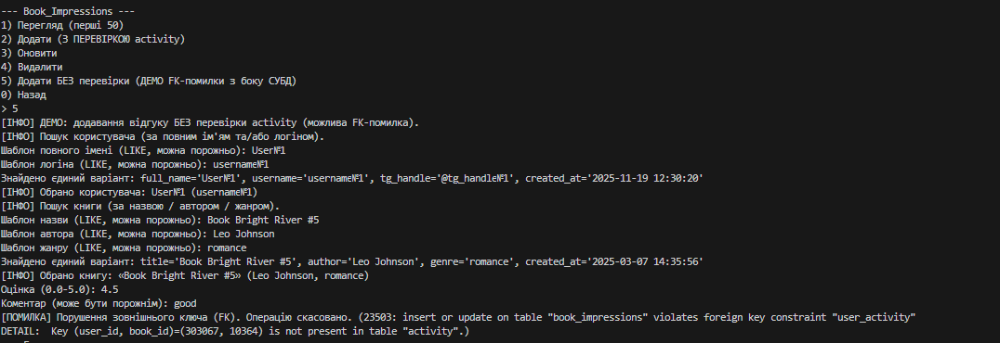 --- Book_Impressions ---
1) Перегляд (перші 50)
2) Додати (З ПЕРЕВІРКОЮ activity)
3) Оновити
4) Видалити
5) Додати БЕЗ перевірки (ДЕМО FK-помилки з боку СУБД)
0) Назад
> 5
[ІНФО] ДЕМО: додавання відгуку БЕЗ перевірки activity (можлива FK-помилка).
[ІНФО] Пошук користувача (за повним ім'ям та/або логіном).
Шаблон повного імені (LIKE, можна порожньо): User№1
Шаблон логіна (LIKE, можна порожньо): username№1
Знайдено єдиний варіант: full_name='User№1', username='username№1', tg_handle='@tg_handle№1', created_at='2025-11-19 12:30:20'
[ІНФО] Обрано користувача: User№1 (username№1)
[ІНФО] Пошук книги (за назвою / автором / жанром).
Шаблон назви (LIKE, можна порожньо): Book Bright River #5
Шаблон автора (LIKE, можна порожньо): Leo Johnson
Шаблон жанру (LIKE, можна порожньо): romance
Знайдено єдиний варіант: title='Book Bright River #5', author='Leo Johnson', genre='romance', created_at='2025-03-07 14:35:56'
[ІНФО] Обрано книгу: «Book Bright River #5» (Leo Johnson, romance)
Оцінка (0.0-5.0): 4.5
Коментар (може бути порожнім): good
[ПОМИЛКА] Порушення зовнішнього ключа (FK). Операцію скасовано. (23503: insert or update on table "book_impressions" violates foreign key constraint "user_activity"
DETAIL:  Key (user_id, book_id)=(303067, 10364) is not present in table "activity".)